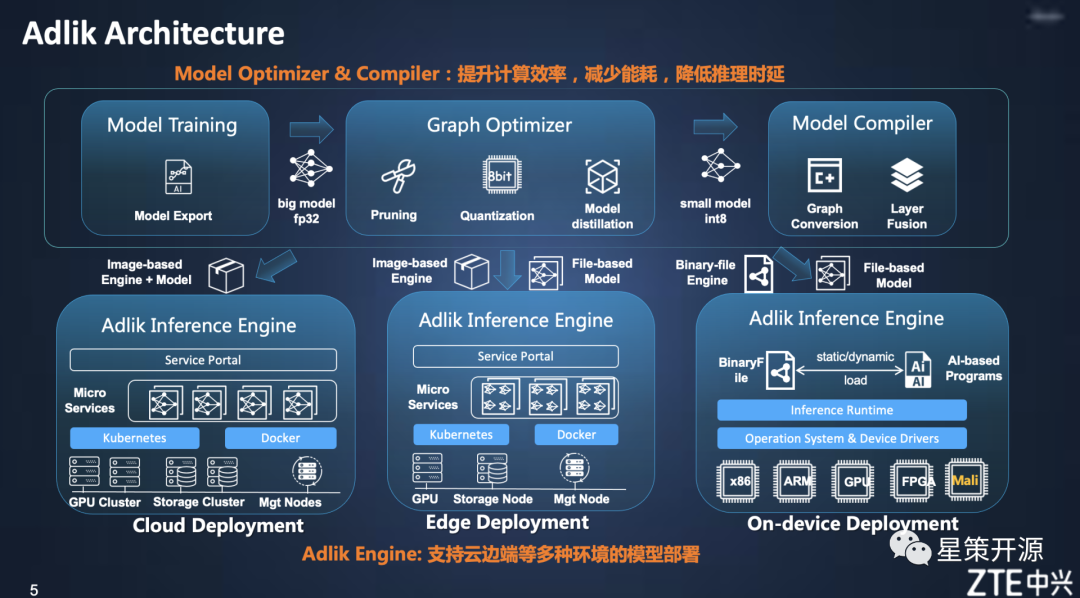 Adlik Architecture
Model Optimizer & Compiler：提升计算效率，减少能耗，降低推理时延
Model Training
AI
Model Export
big model
fp32
Graph Optimizer
Pruning
8bit
Quantization
Model
distillation
small model
int8
Model Compiler
Graph
Conversion
Layer
Fusion
Image-based
Engine + Model
Image-based
Engine
File-based
Model
Binary-file
Engine
File-based
Model
Adlik Inference Engine
Service Portal
Micro
Services
Kubernetes
Docker
GPU Cluster
Storage Cluster
Mgt Nodes
Cloud Deployment
Adlik Inference Engine
Service Portal
Micro
Services
Kubernetes
Docker
GPU
Storage Node
Mgt Node
Edge Deployment
Adlik Inference Engine
BinaryF
ile
static/dynamic
load
Ai
AI
AI-based
Programs
Inference Runtime
Operation System & Device Drivers
x86
ARM
GPU
FPGA
Mali
On-device Deployment
Adlik Engine: 支持云边端等多种环境的模型部署
星策开源
ZTE中兴
5